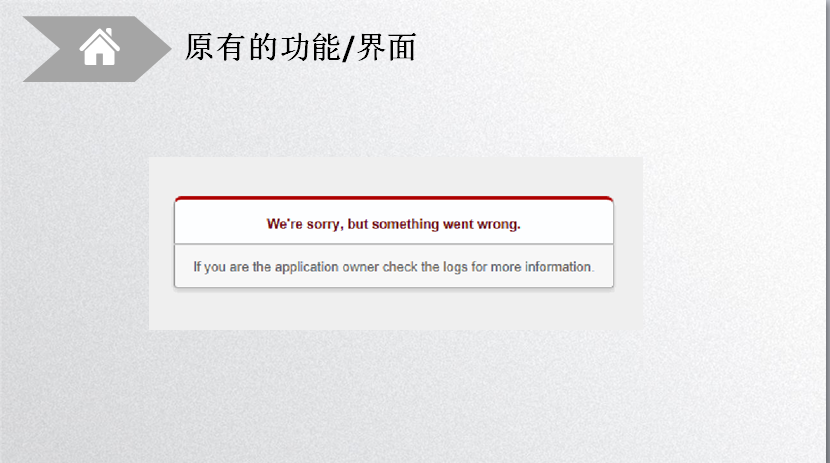 原有的功能/界面
We're sorry, but something went wrong.
If you are the application owner check the logs for more information.